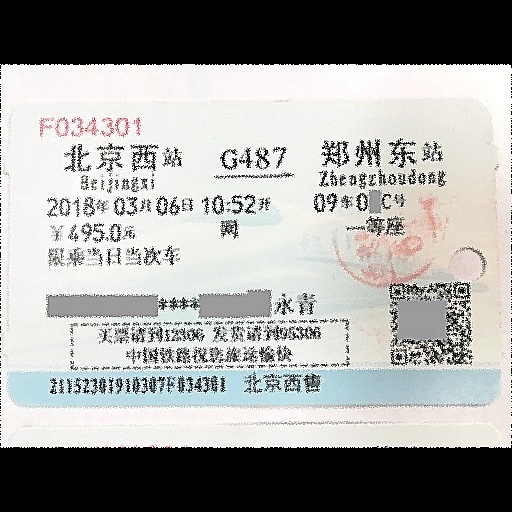 F034301
北京西站 G487 郑州东站
Beijingxi Zhengzhoudong
2018年03月06日10:52开 09车0 C号
￥495.0元 网 一等座
限乘当日当次车
**** 永青
买票请到12306 发货请到95306
中国铁路祝您旅途愉快
21152301910307F034301 北京西售